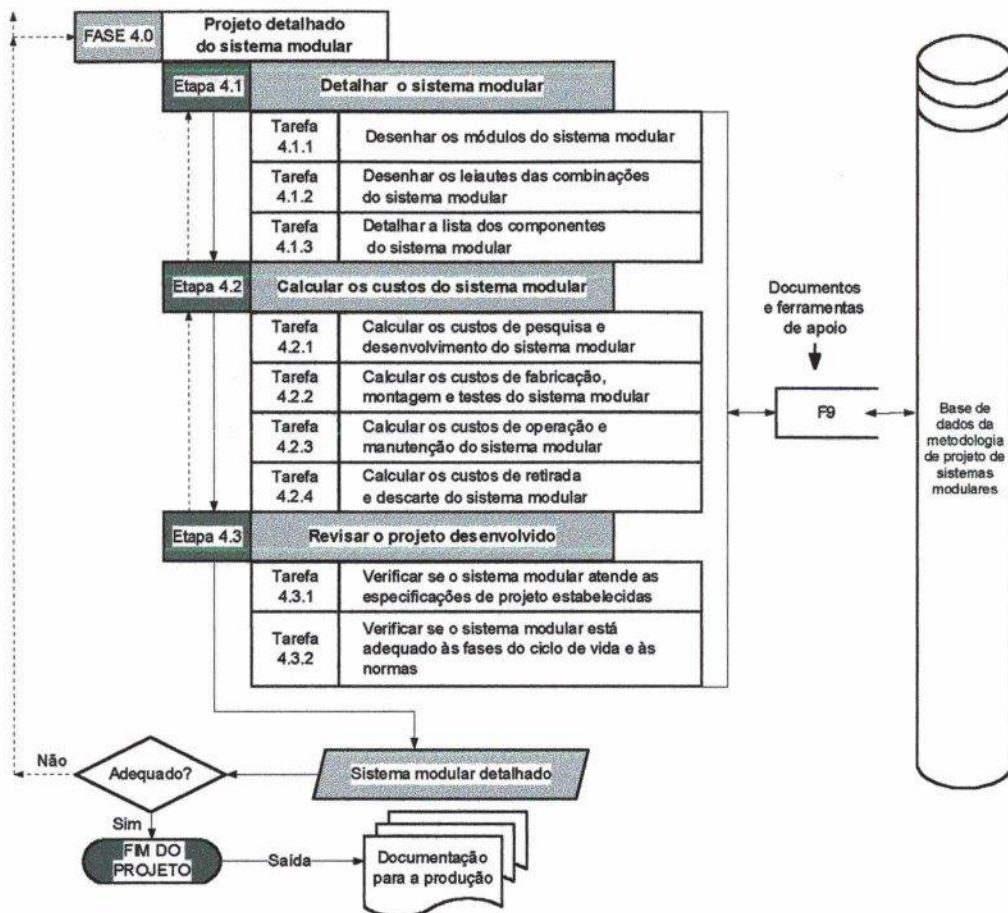 FASE 4.0
Projeto detalhado
do sistema modular
Etapa 4.1
Detalhar o sistema modular
Tarefa
4.1.1
Desenhar os módulos do sistema modular
Tarefa
4.1.2
Desenhar os leiautes das combinações
do sistema modular
Tarefa
4.1.3
Detalhar a lista dos componentes
do sistema modular
Etapa 4.2
Calcular os custos do sistema modular
Tarefa
4.2.1
Calcular os custos de pesquisa e
desenvolvimento do sistema modular
Tarefa
4.2.2
Calcular os custos de fabricação,
montagem e testes do sistema modular
Tarefa
4.2.3
Calcular os custos de operação e
manutenção do sistema modular
Tarefa
4.2.4
Calcular os custos de retirada
e descarte do sistema modular
Etapa 4.3
Revisar o projeto desenvolvido
Tarefa
4.3.1
Verificar se o sistema modular atende as
especificações de projeto estabelecidas
Tarefa
4.3.2
Verificar se o sistema modular está
adequado às fases do ciclo de vida e às
normas
Documentos
e ferramentas
de apoio
F9
Base de
dados da
metodologia
de projeto de
sistemas
modulares
Não
Adequado?
Sistema modular detalhado
Sim
FIM DO
PROJETO
Saída
Documentação
para a produção